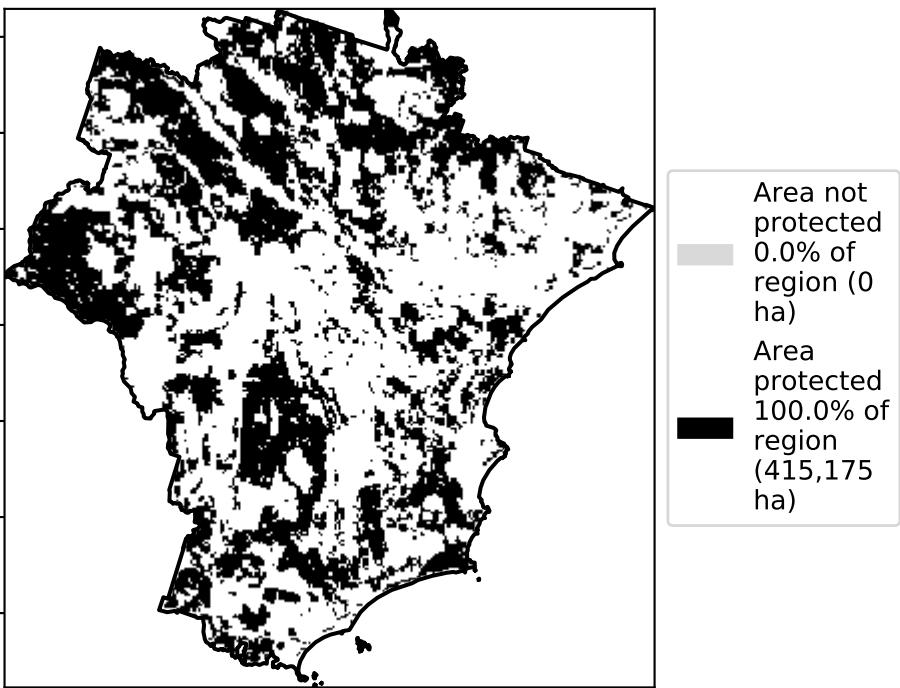 Area not
protected
0.0% of
region (0
ha)
Area
protected
100.0% of
region
(415,175
ha)